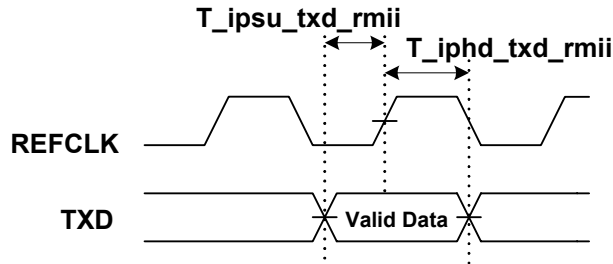 T_ipsu_txd_rmii
T_iphd_txd_rmii
REFCLK
TXD
Valid Data